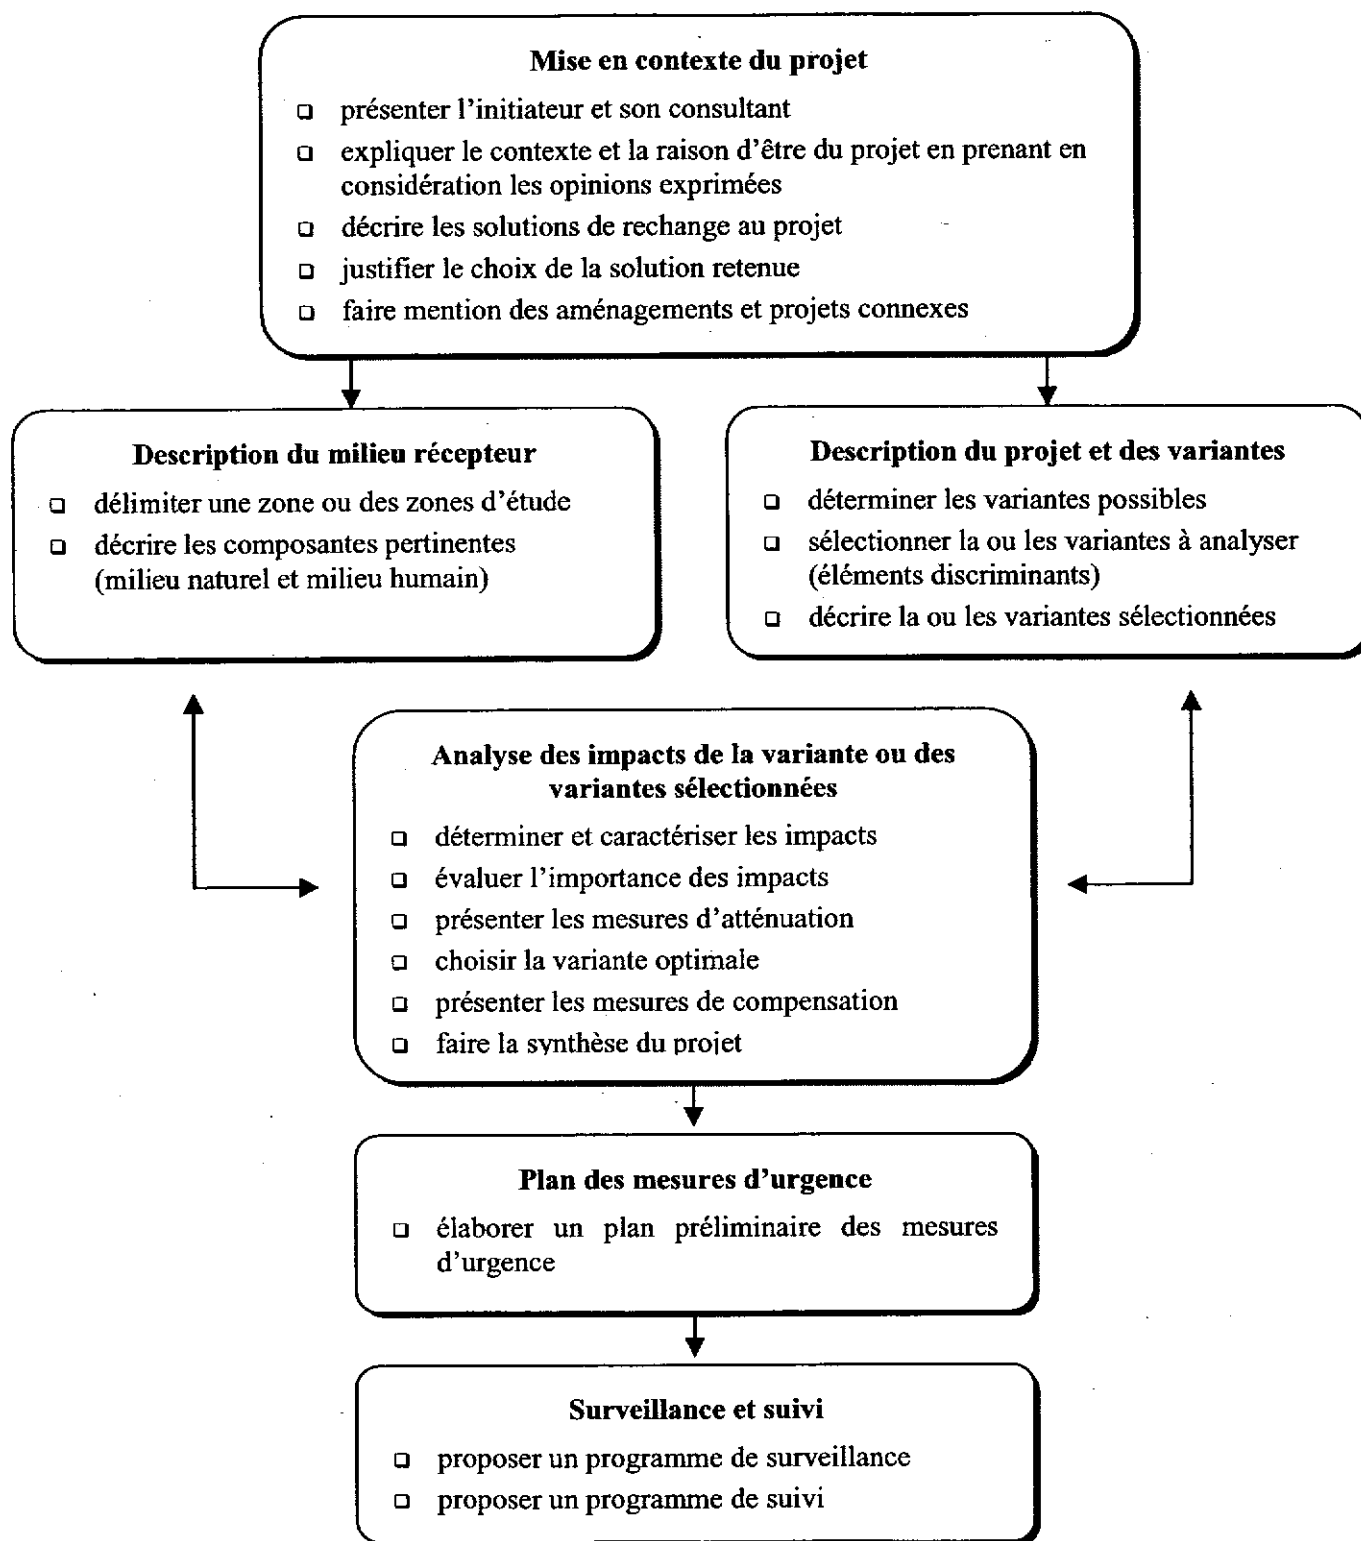 Mise en contexte du projet
❑ présenter l'initiateur et son consultant
❑ expliquer le contexte et la raison d'être du projet en prenant en
considération les opinions exprimées
❑ décrire les solutions de rechange au projet
❑ justifier le choix de la solution retenue
❑ faire mention des aménagements et projets connexes
Description du milieu récepteur
❑ délimiter une zone ou des zones d'étude
❑ décrire les composantes pertinentes
(milieu naturel et milieu humain)
Description du projet et des variantes
❑ déterminer les variantes possibles
❑ sélectionner la ou les variantes à analyser
(éléments discriminants)
❑ décrire la ou les variantes sélectionnées
Analyse des impacts de la variante ou des
variantes sélectionnées
❑ déterminer et caractériser les impacts
❑ évaluer l'importance des impacts
❑ présenter les mesures d'atténuation
❑ choisir la variante optimale
❑ présenter les mesures de compensation
❑ faire la synthèse du projet
Plan des mesures d'urgence
❑ élaborer un plan préliminaire des mesures
d'urgence
Surveillance et suivi
❑ proposer un programme de surveillance
❑ proposer un programme de suivi